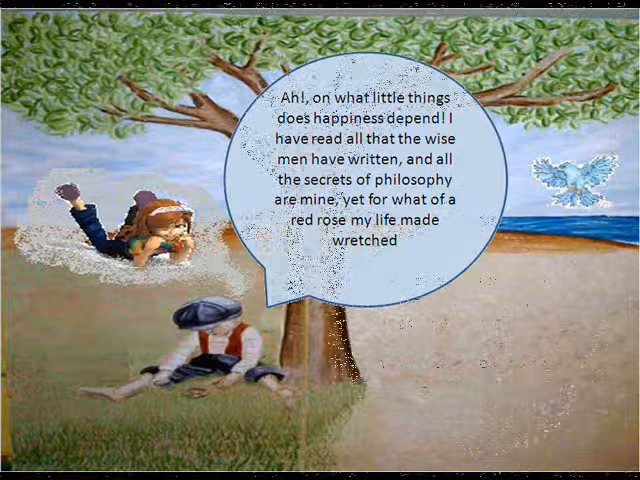 Ah!, on what little things
does happiness depend! I
have read all that the wise
men have written, and all
the secrets of philosophy
are mine, yet for what of a
red rose my life made
wretched